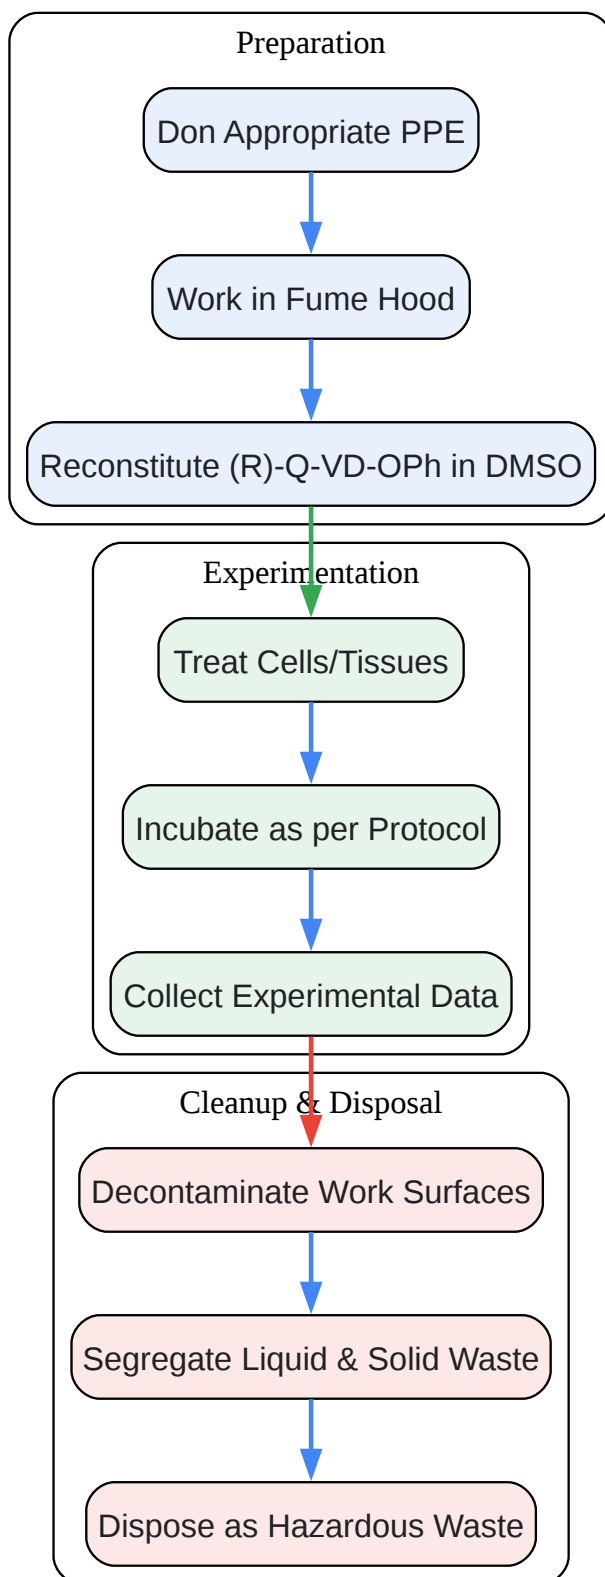 Preparation
Don Appropriate PPE
Work in Fume Hood
Reconstitute (R)-Q-VD-OPh in DMSO
Experimentation
Treat Cells/Tissues
Incubate as per Protocol
Collect Experimental Data
Cleanup & Disposal
Decontaminate Work Surfaces
Segregate Liquid & Solid Waste
Dispose as Hazardous Waste